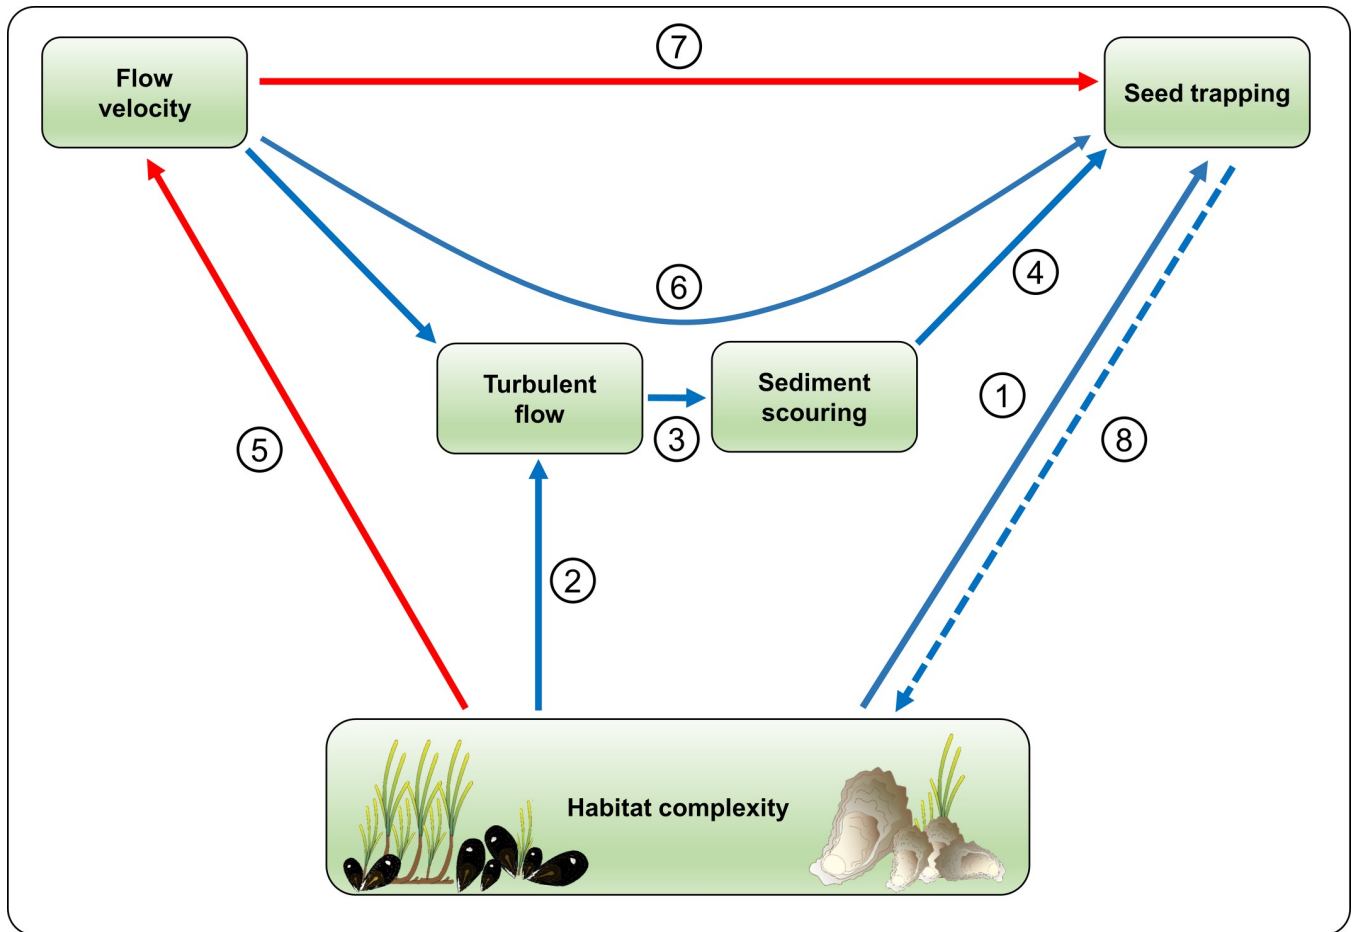 7
Flow
velocity
Seed trapping
4
6
Turbulent
flow
Sediment
scouring
1
3
5
8
2
Habitat complexity